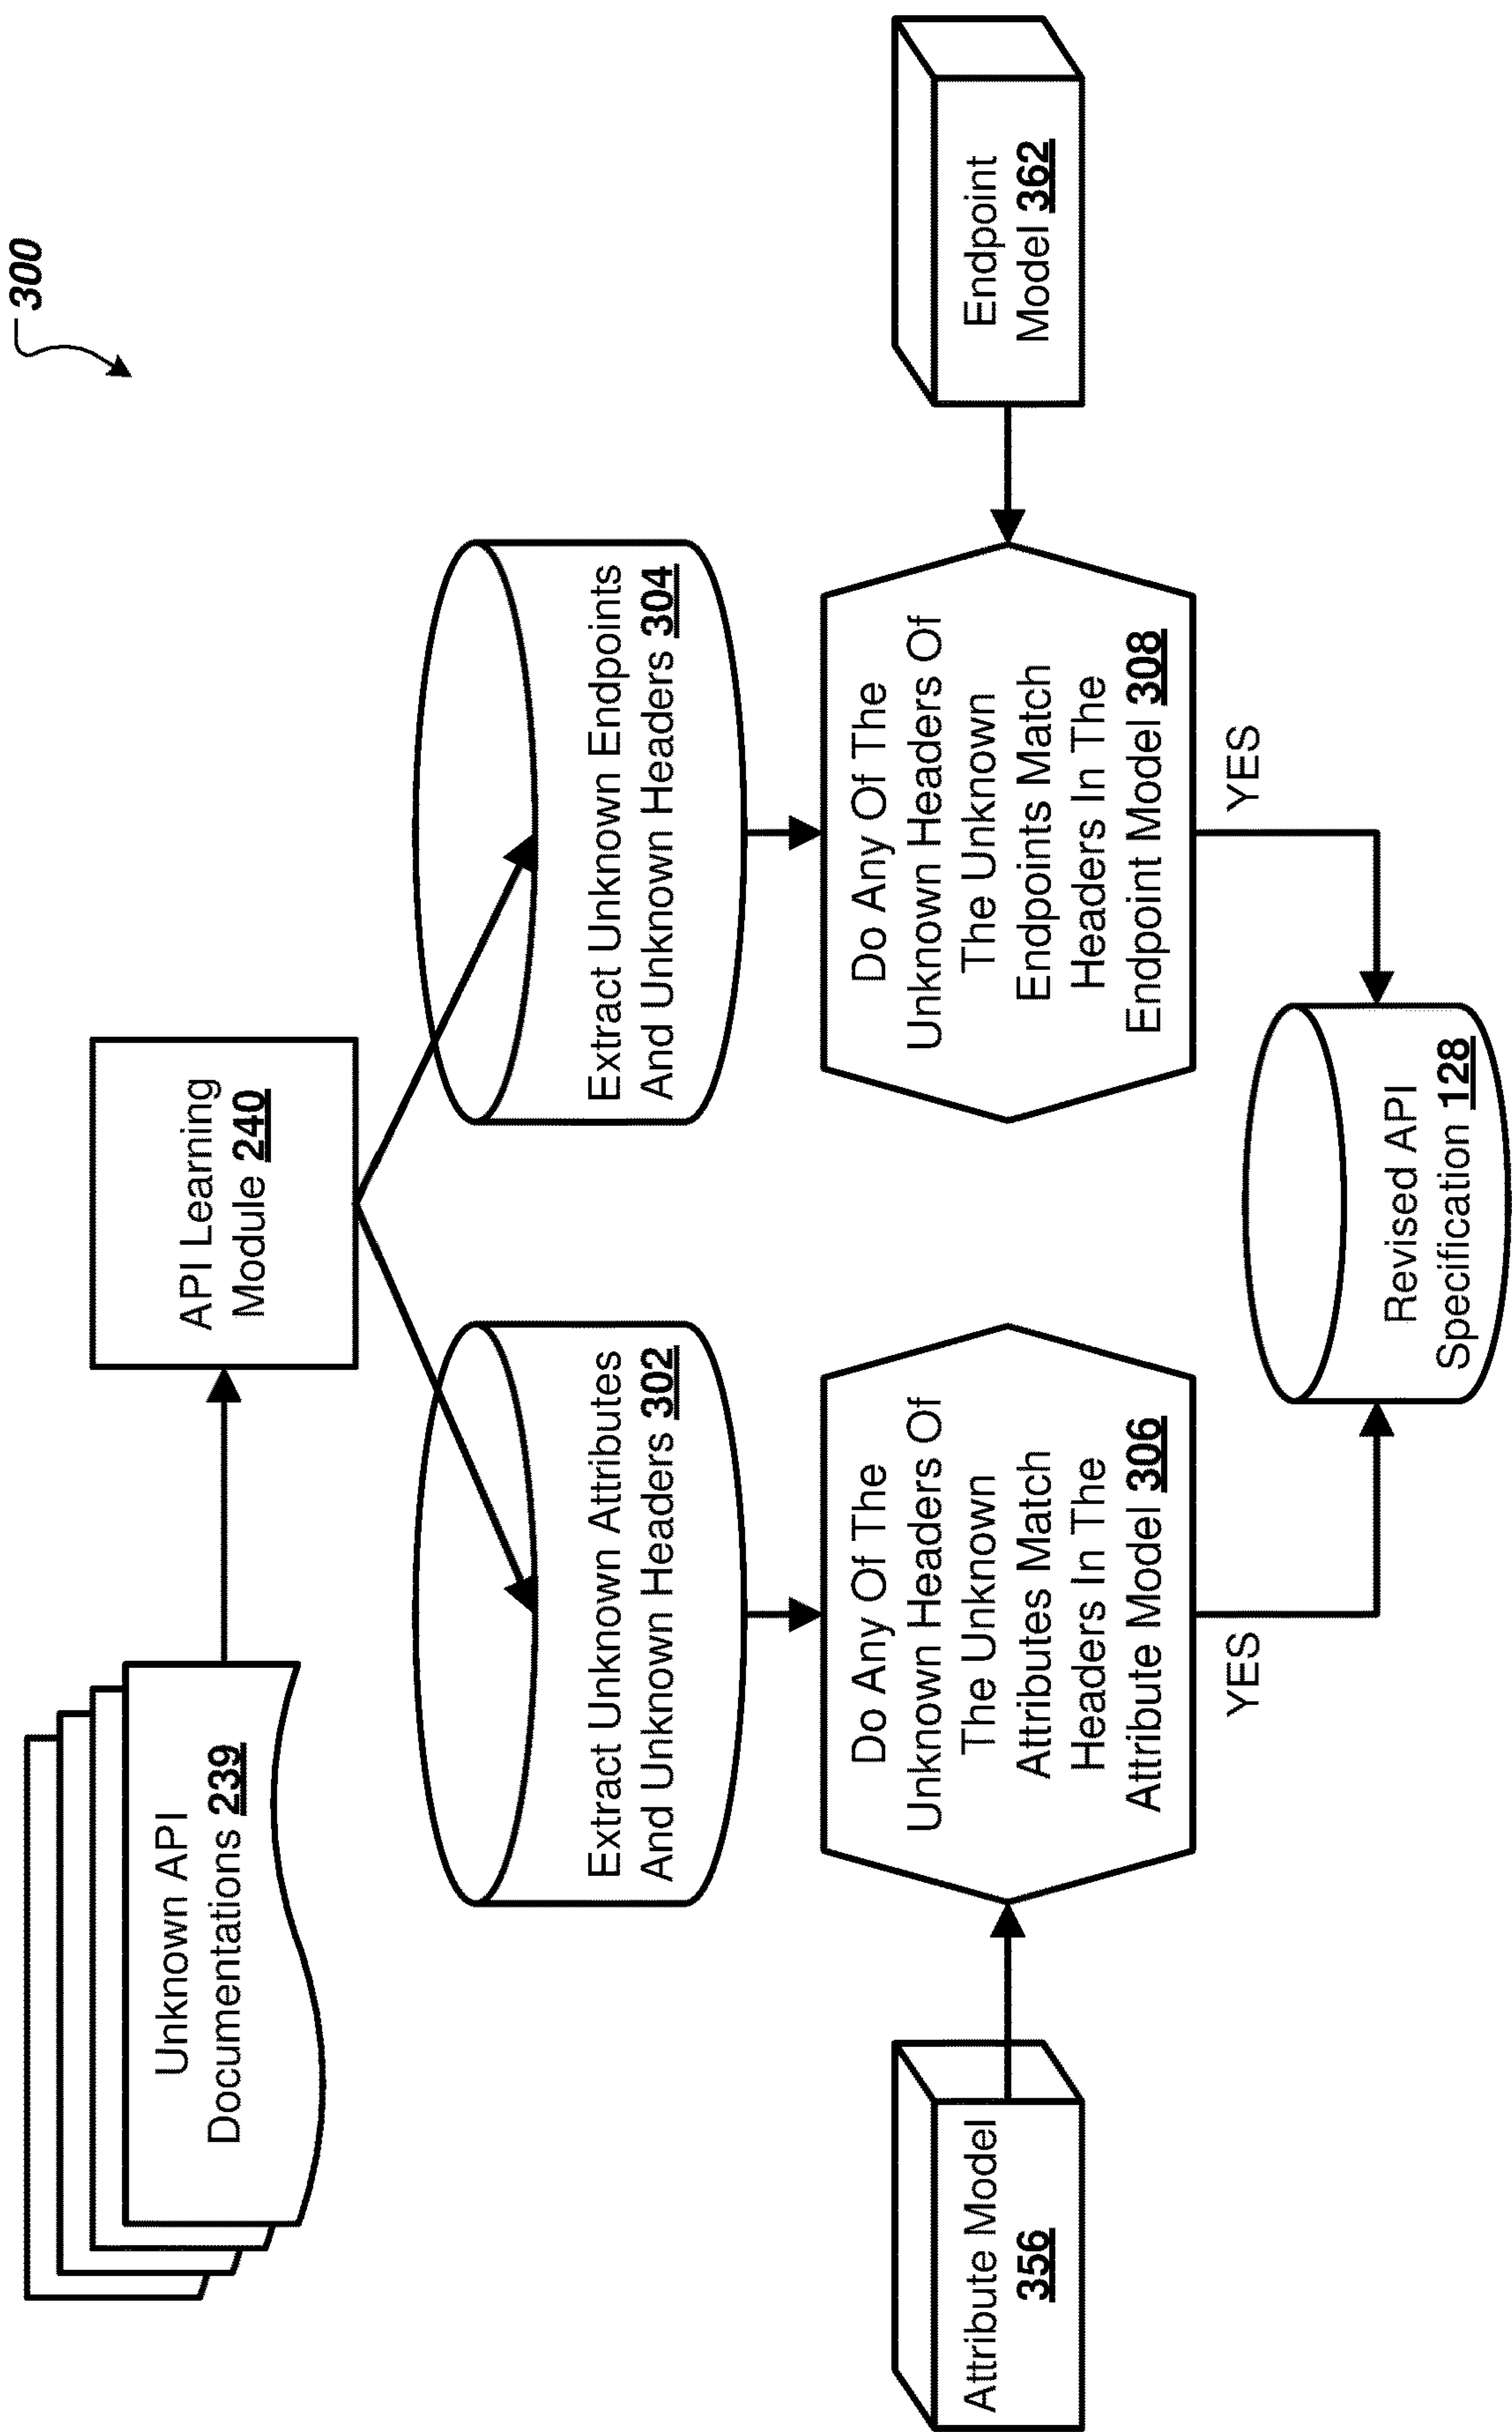 300
Unknown API
Documentations 239
API Learning
Module 240
Extract Unknown Attributes
And Unknown Headers 302
Extract Unknown Endpoints
And Unknown Headers 304
Attribute Model
356
Do Any Of The
Unknown Headers Of
The Unknown
Attributes Match
Headers In The
Attribute Model 306
Do Any Of The
Unknown Headers Of
The Unknown
Endpoints Match
Headers In The
Endpoint Model 308
Endpoint
Model 362
YES
YES
Revised API
Specification 128